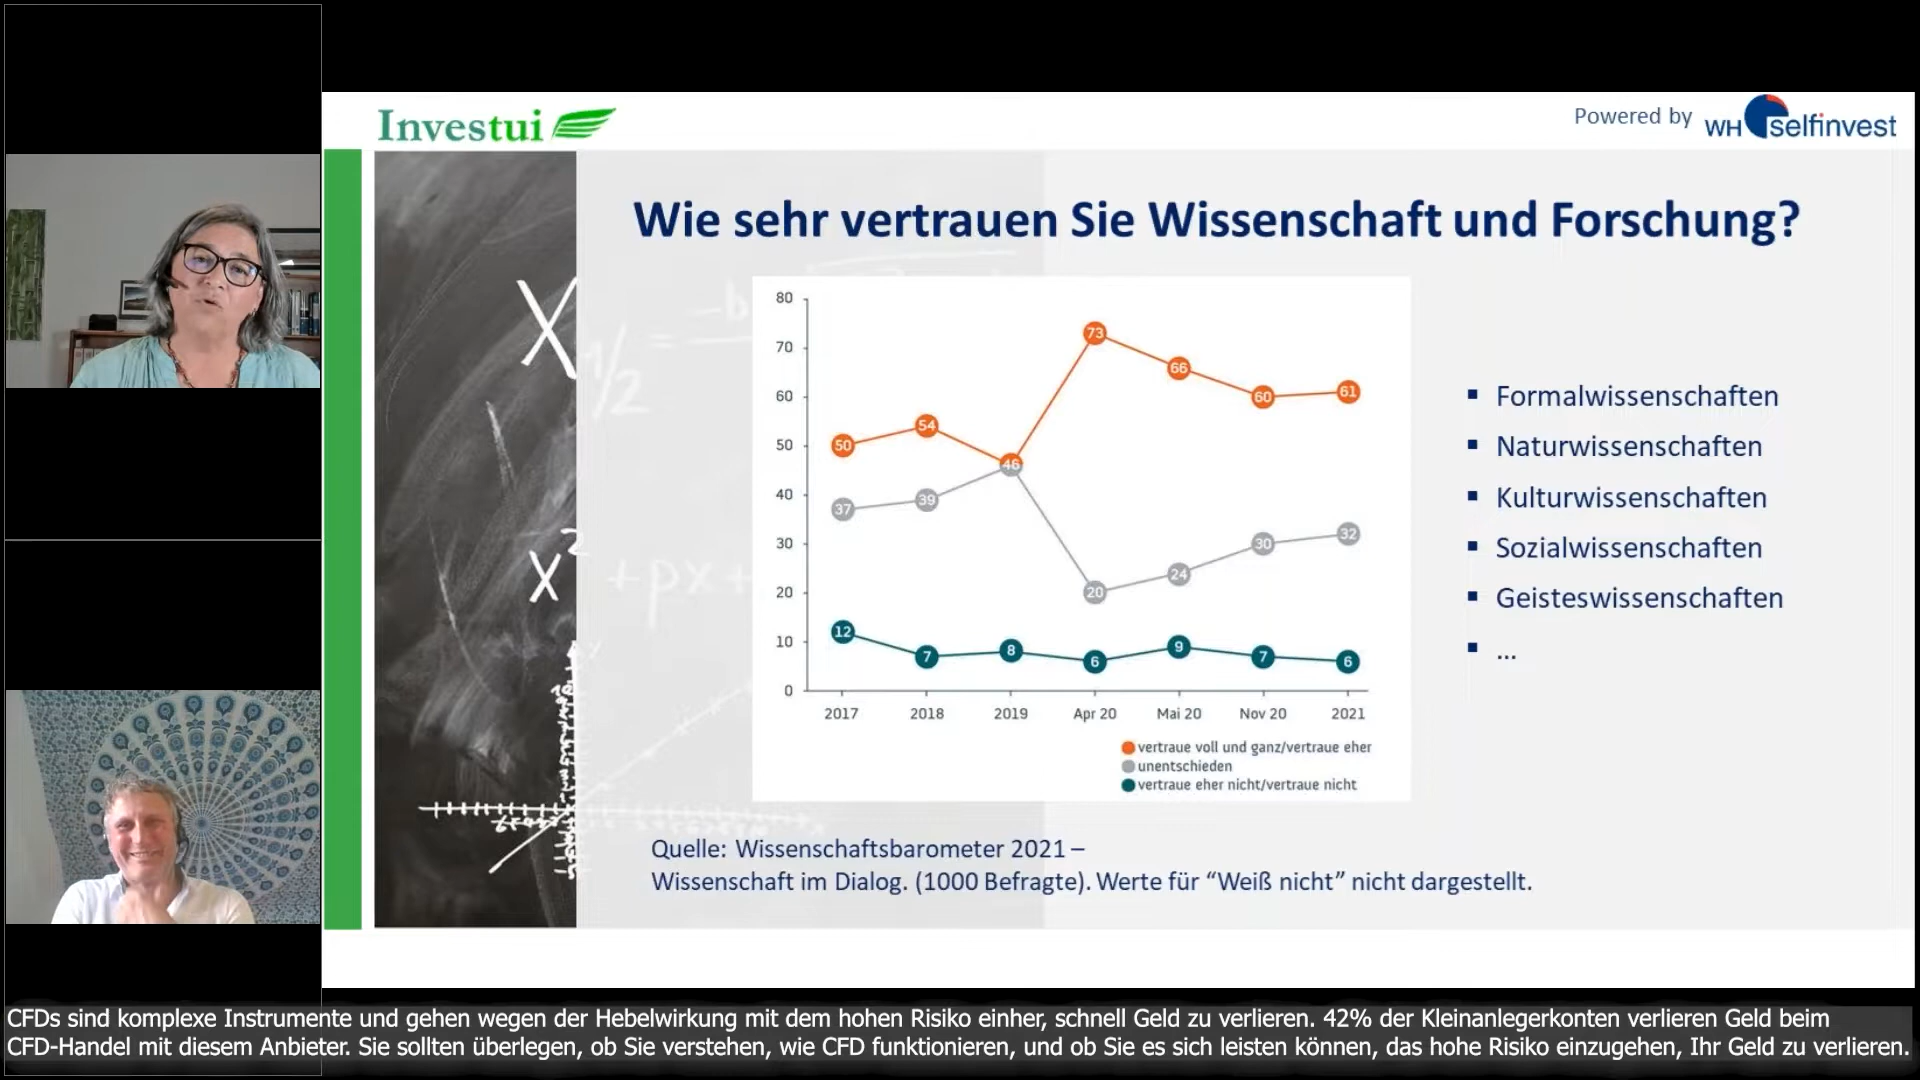 Investui
Powered by WH selfinvest
Wie sehr vertrauen Sie Wissenschaft und Forschung?
80
70
60
50
40
30
20
10
0
73
66
60
61
50
54
46
37
39
20
24
30
32
12
7
8
6
9
7
6
2017 2018 2019 Apr 20 Mai 20 Nov 20 2021
vertraue voll und ganz/vertraue eher
unentschieden
vertraue eher nicht/vertraue nicht
▪ Formalwissenschaften
▪ Naturwissenschaften
▪ Kulturwissenschaften
▪ Sozialwissenschaften
▪ Geisteswissenschaften
▪ ...
Quelle: Wissenschaftsbarometer 2021 –
Wissenschaft im Dialog. (1000 Befragte). Werte für “Weiß nicht” nicht dargestellt.
X 1/2 = -b
x² + px +
CFDs sind komplexe Instrumente und gehen wegen der Hebelwirkung mit dem hohen Risiko einher, schnell Geld zu verlieren. 42% der Kleinanlegerkonten verlieren Geld beim
CFD-Handel mit diesem Anbieter. Sie sollten überlegen, ob Sie verstehen, wie CFD funktionieren, und ob Sie es sich leisten können, das hohe Risiko einzugehen, Ihr Geld zu verlieren.